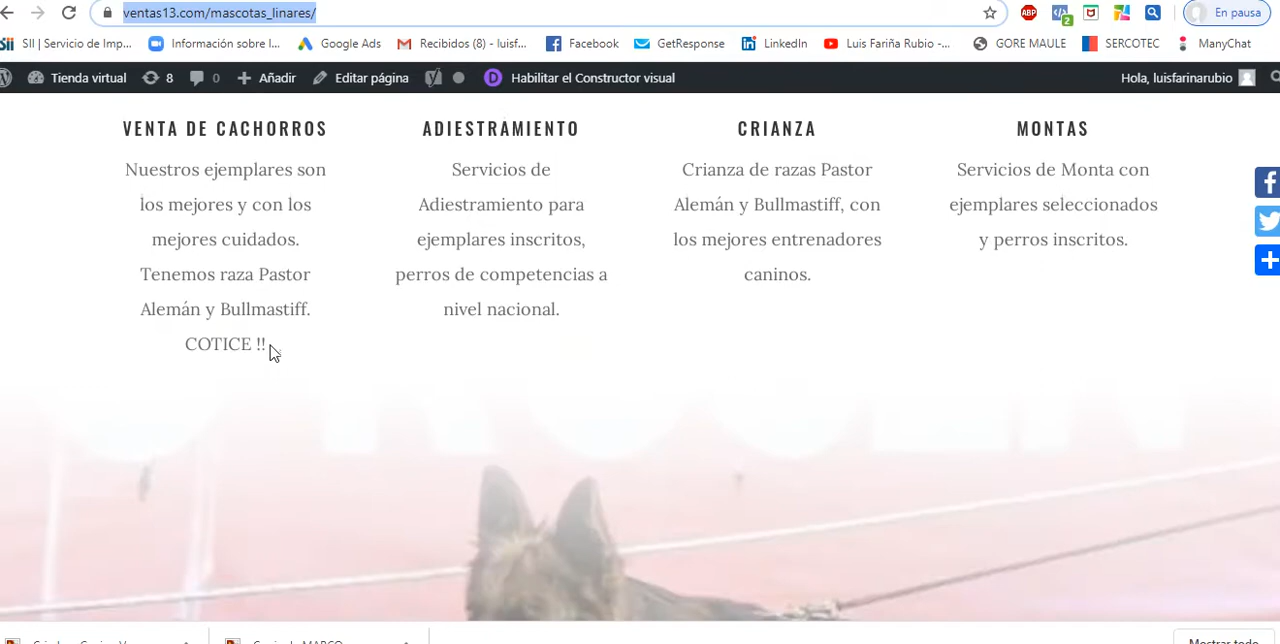 ventas13.com/mascotas_linares/
En pausa
SII | Servicio de Imp...
Información sobre l...
Google Ads
Recibidos (8) - luisf...
Facebook
GetResponse
LinkedIn
Luis Fariña Rubio -...
GORE MAULE
SERCOTEC
ManyChat
Tienda virtual
8
0
Añadir
Editar página
Habilitar el Constructor visual
Hola, luisfarinarubio
VENTA DE CACHORROS
Nuestros ejemplares son
los mejores y con los
mejores cuidados.
Tenemos raza Pastor
Alemán y Bullmastiff.
COTICE !!
ADIESTRAMIENTO
Servicios de
Adiestramiento para
ejemplares inscritos,
perros de competencias a
nivel nacional.
CRIANZA
Crianza de razas Pastor
Alemán y Bullmastiff, con
los mejores entrenadores
caninos.
MONTAS
Servicios de Monta con
ejemplares seleccionados
y perros inscritos.
Mostrar todo